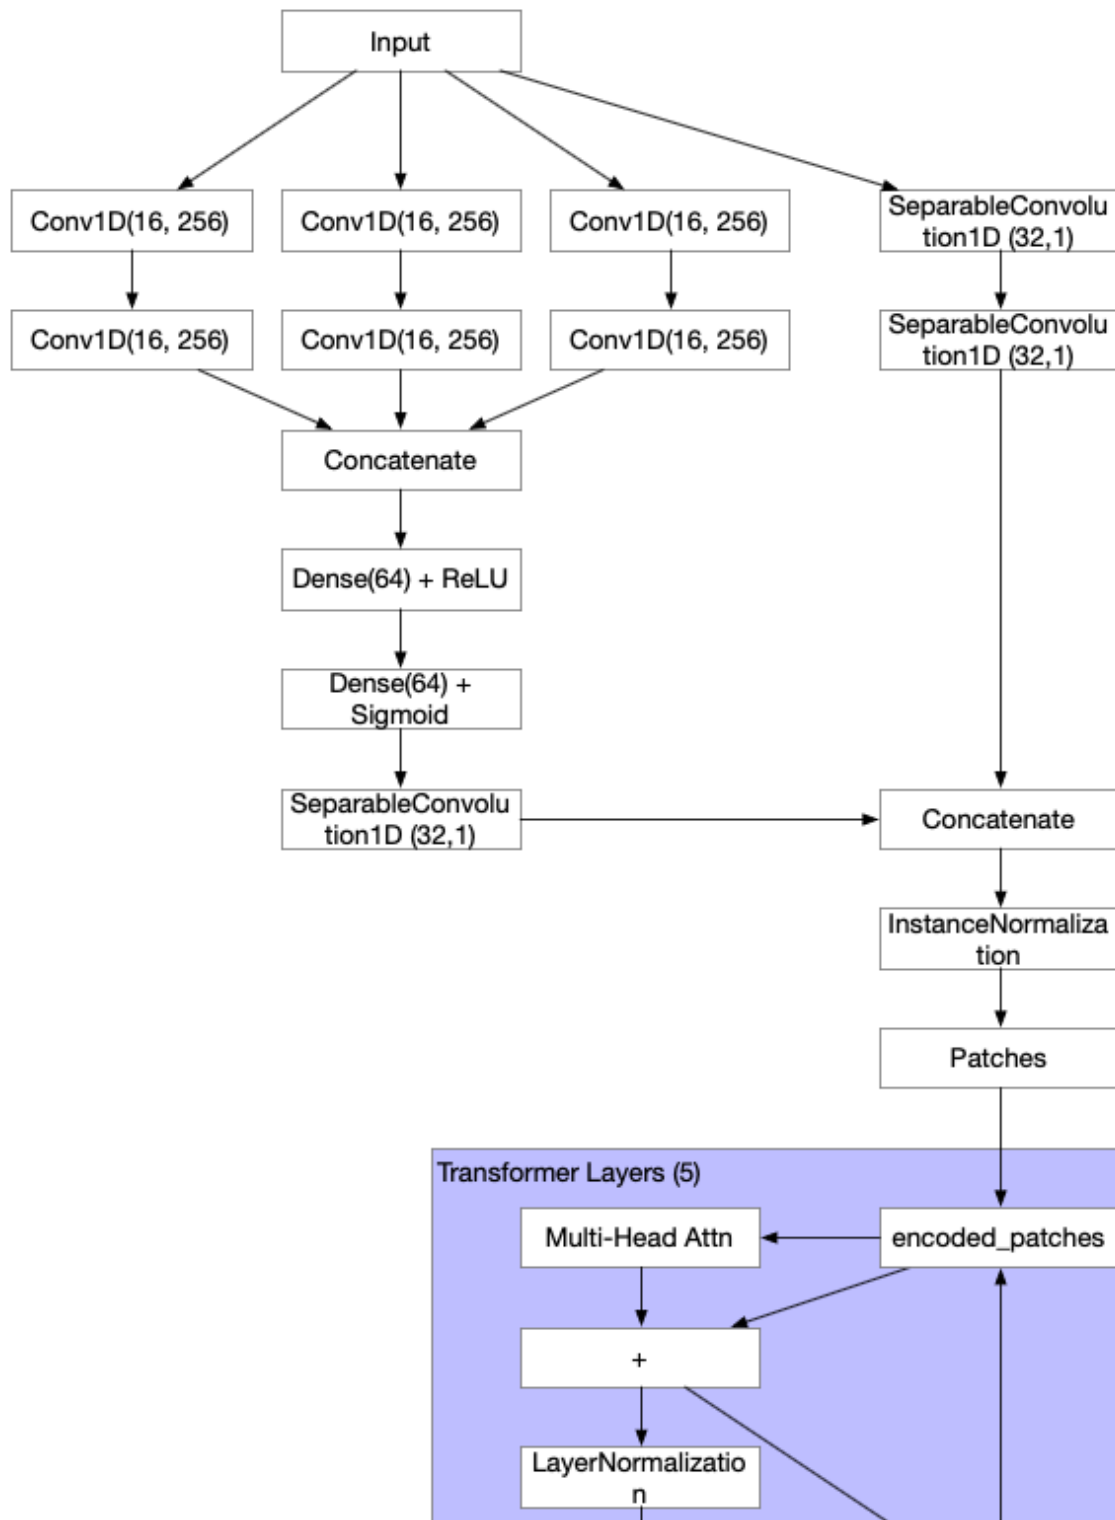 Input
Conv1D(16, 256)
Conv1D(16, 256)
Conv1D(16, 256)
SeparableConvolu
tion1D (32,1)
Conv1D(16, 256)
Conv1D(16, 256)
Conv1D(16, 256)
SeparableConvolu
tion1D (32,1)
Concatenate
Dense(64) + ReLU
Dense(64) +
Sigmoid
SeparableConvolu
tion1D (32,1)
Concatenate
InstanceNormaliza
tion
Patches
Transformer Layers (5)
Multi-Head Attn
encoded_patches
+
LayerNormalizatio
n